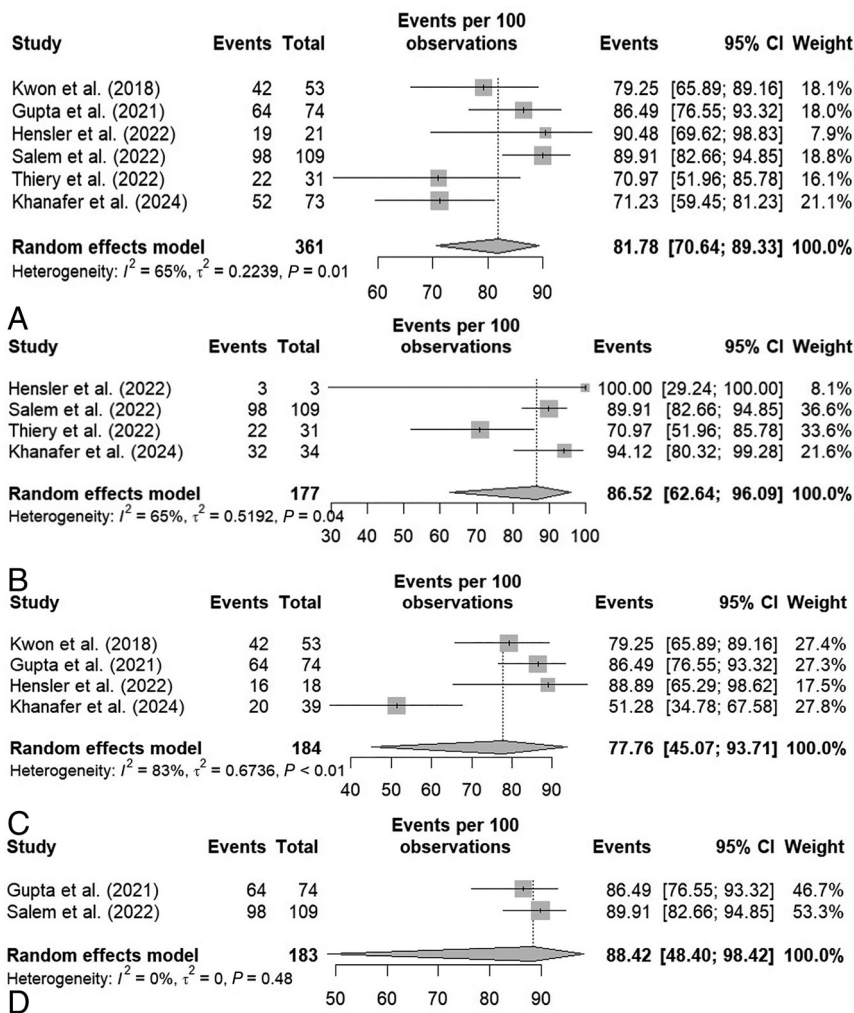 Events per 100
Study Events Total observations Events 95% CI Weight
Kwon et al. (2018) 42 53 79.25 [65.89; 89.16] 18.1%
Gupta et al. (2021) 64 74 86.49 [76.55; 93.32] 18.0%
Hensler et al. (2022) 19 21 90.48 [69.62; 98.83] 7.9%
Salem et al. (2022) 98 109 89.91 [82.66; 94.85] 18.8%
Thiery et al. (2022) 22 31 70.97 [51.96; 85.78] 16.1%
Khanafer et al. (2024) 52 73 71.23 [59.45; 81.23] 21.1%
Random effects model 361 81.78 [70.64; 89.33] 100.0%
Heterogeneity: I² = 65%, τ² = 0.2239, P = 0.01
60 70 80 90
A
Events per 100
Study Events Total observations Events 95% CI Weight
Hensler et al. (2022) 3 3 100.00 [29.24; 100.00] 8.1%
Salem et al. (2022) 98 109 89.91 [82.66; 94.85] 36.6%
Thiery et al. (2022) 22 31 70.97 [51.96; 85.78] 33.6%
Khanafer et al. (2024) 32 34 94.12 [80.32; 99.28] 21.6%
Random effects model 177 86.52 [62.64; 96.09] 100.0%
Heterogeneity: I² = 65%, τ² = 0.5192, P = 0.04
30 40 50 60 70 80 90 100
B
Events per 100
Study Events Total observations Events 95% CI Weight
Kwon et al. (2018) 42 53 79.25 [65.89; 89.16] 27.4%
Gupta et al. (2021) 64 74 86.49 [76.55; 93.32] 27.3%
Hensler et al. (2022) 16 18 88.89 [65.29; 98.62] 17.5%
Khanafer et al. (2024) 20 39 51.28 [34.78; 67.58] 27.8%
Random effects model 184 77.76 [45.07; 93.71] 100.0%
Heterogeneity: I² = 83%, τ² = 0.6736, P < 0.01
40 50 60 70 80 90
C
Events per 100
Study Events Total observations Events 95% CI Weight
Gupta et al. (2021) 64 74 86.49 [76.55; 93.32] 46.7%
Salem et al. (2022) 98 109 89.91 [82.66; 94.85] 53.3%
Random effects model 183 88.42 [48.40; 98.42] 100.0%
Heterogeneity: I² = 0%, τ² = 0, P = 0.48
50 60 70 80 90
D